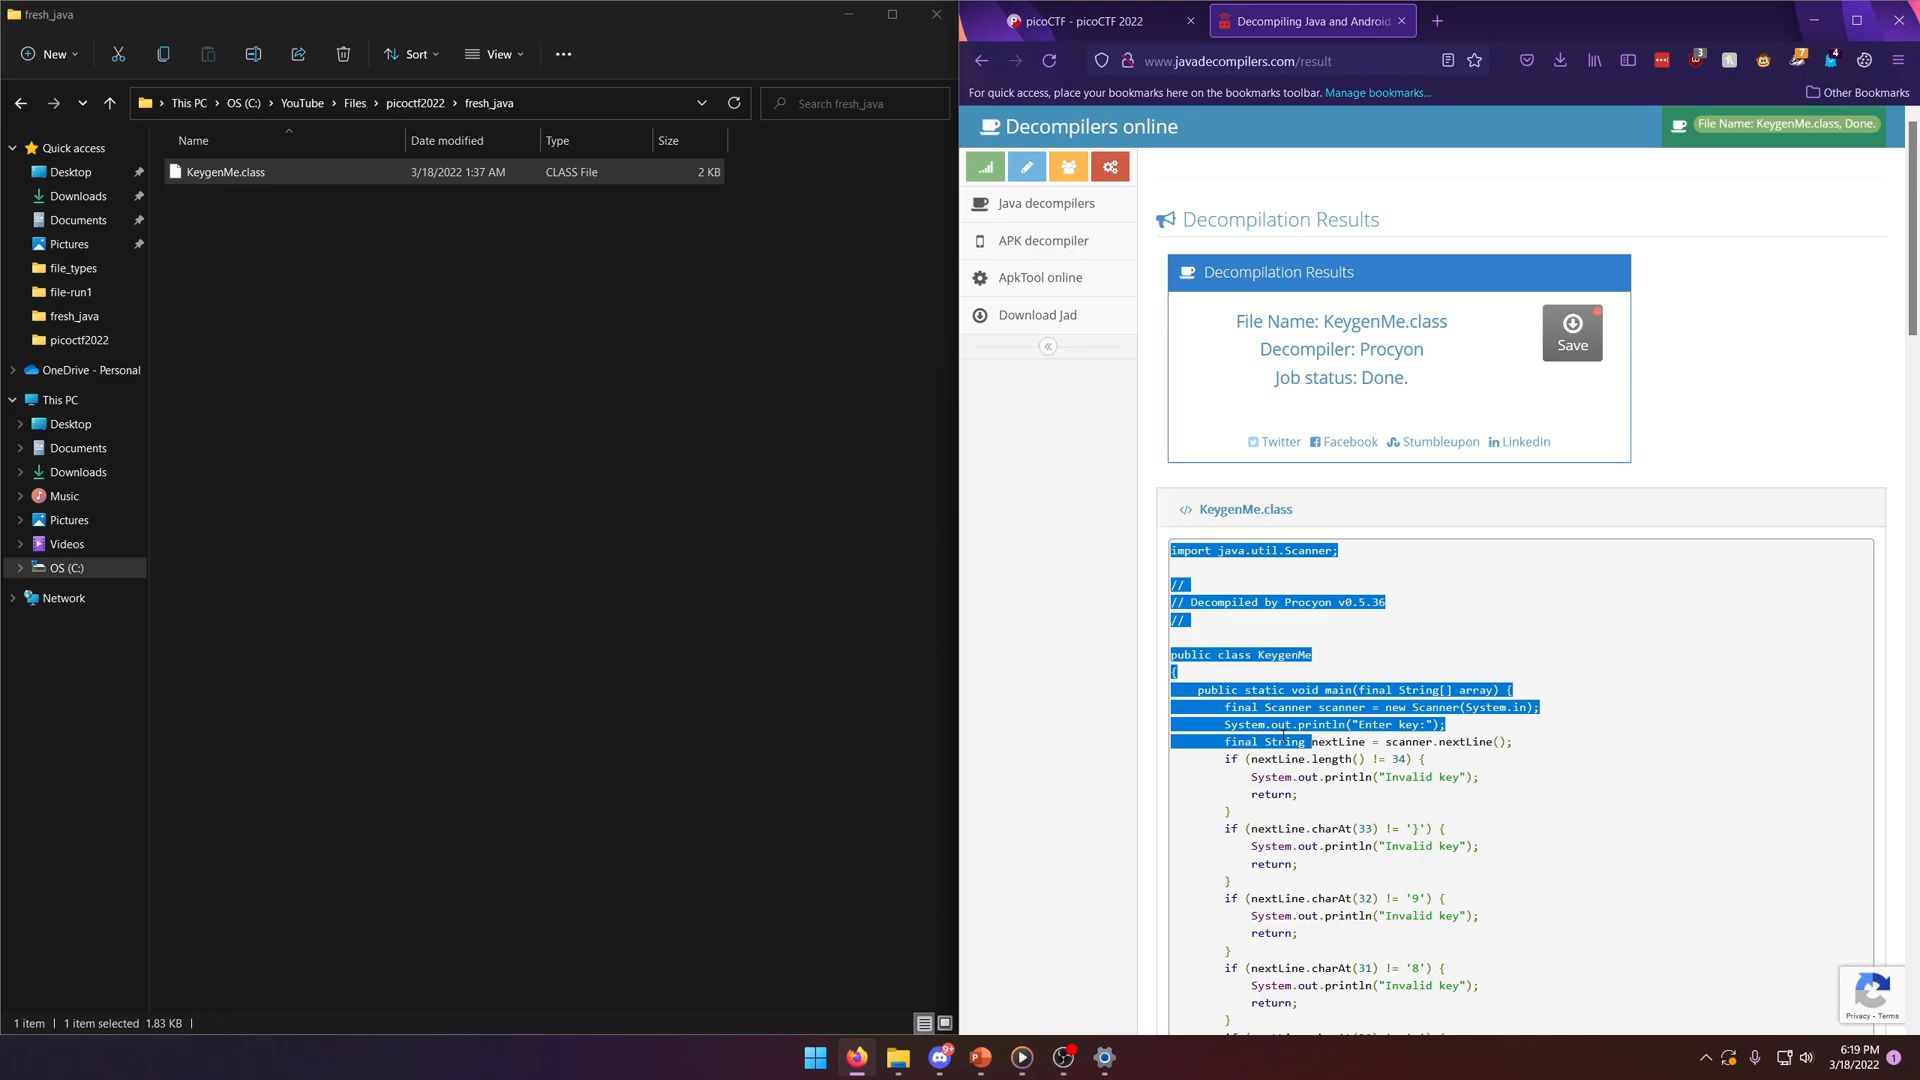 fresh_java
New
Sort
View
This PC > OS (C:) > YouTube > Files > picoctf2022 > fresh_java
Search fresh_java
Name
Date modified
Type
Size
KeygenMe.class
3/18/2022 1:37 AM
CLASS File
2 KB
Quick access
Desktop
Downloads
Documents
Pictures
file_types
file-run1
fresh_java
picoctf2022
OneDrive - Personal
This PC
Desktop
Documents
Downloads
Music
Pictures
Videos
OS (C:)
Network
1 item
1 item selected 1.83 KB
picoCTF - picoCTF 2022
Decompiling Java and Android
www.javadecompilers.com/result
3
7
4
For quick access, place your bookmarks here on the bookmarks toolbar. Manage bookmarks...
Other Bookmarks
Decompilers online
File Name: KeygenMe.class, Done.
Java decompilers
APK decompiler
ApkTool online
Download Jad
Decompilation Results
Decompilation Results
File Name: KeygenMe.class
Decompiler: Procyon
Job status: Done.
Save
Twitter Facebook Stumbleupon LinkedIn
KeygenMe.class
import java.util.Scanner;
//
// Decompiled by Procyon v0.5.36
//
public class KeygenMe
{
public static void main(final String[] array) {
final Scanner scanner = new Scanner(System.in);
System.out.println("Enter key:");
final String nextLine = scanner.nextLine();
if (nextLine.length() != 34) {
System.out.println("Invalid key");
return;
}
if (nextLine.charAt(33) != '}') {
System.out.println("Invalid key");
return;
}
if (nextLine.charAt(32) != '9') {
System.out.println("Invalid key");
return;
}
if (nextLine.charAt(31) != '8') {
System.out.println("Invalid key");
return;
}
Privacy - Terms
9+
6:19 PM
3/18/2022
1